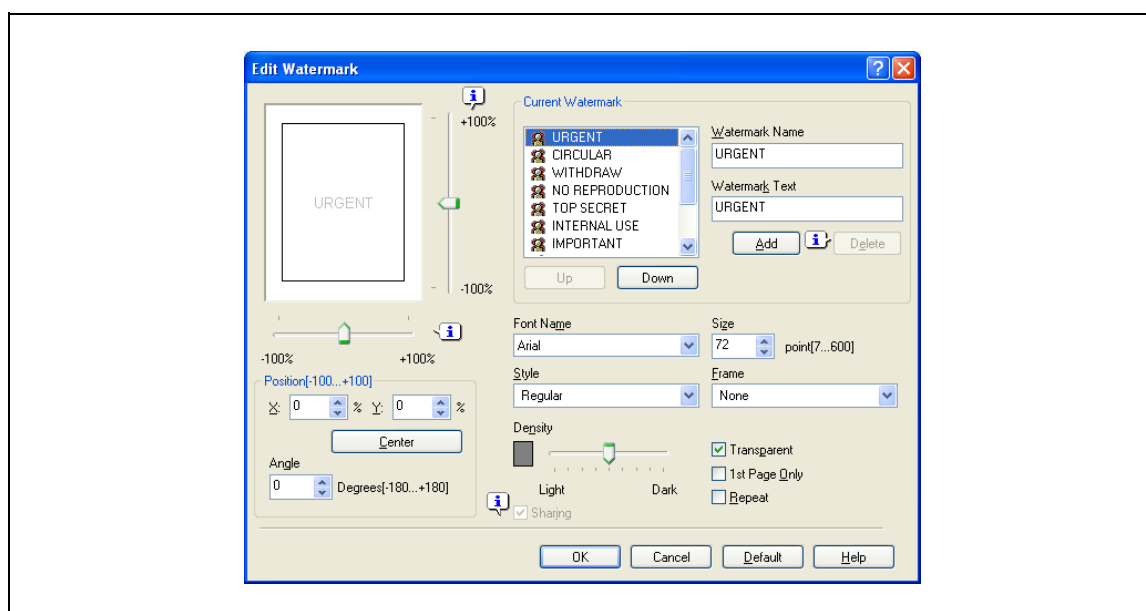 Edit Watermark
+100%
URGENT
-100%
-100%
+100%
Position[-100...+100]
X: 0 % Y: 0 %
Center
Angle
0 Degrees[-180...+180]
Current Watermark
URGENT
CIRCULAR
WITHDRAW
NO REPRODUCTION
TOP SECRET
INTERNAL USE
IMPORTANT
Up Down
Watermark Name
URGENT
Watermark Text
URGENT
Add Delete
Font Name
Arial
Size
72 point[7...600]
Style
Regular
Frame
None
Density
Light Dark
Sharing
Transparent
1st Page Only
Repeat
OK Cancel Default Help